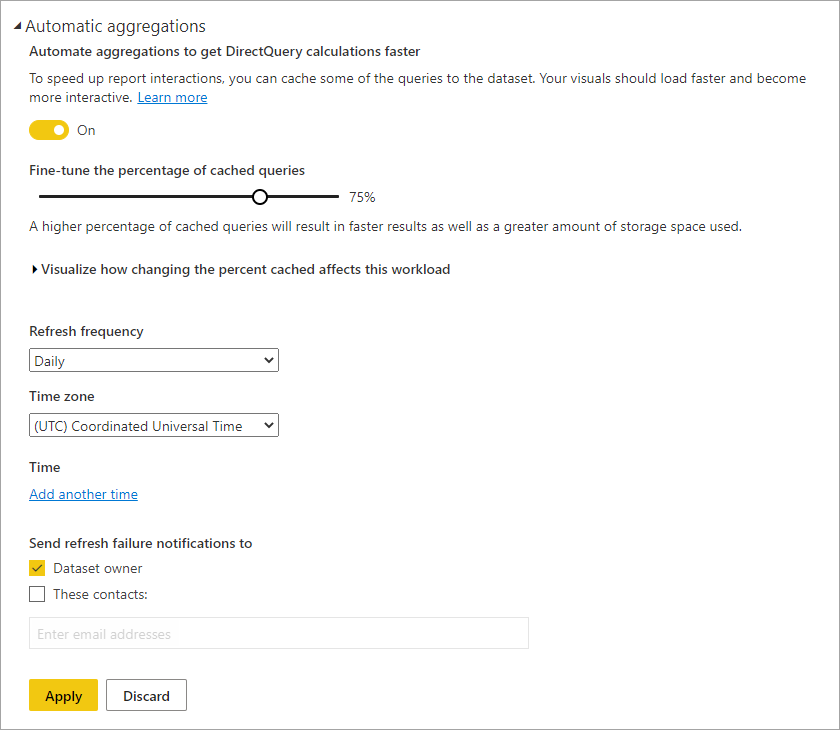 Automatic aggregations
Automate aggregations to get DirectQuery calculations faster
To speed up report interactions, you can cache some of the queries to the dataset. Your visuals should load faster and become
more interactive. Learn more
On
Fine-tune the percentage of cached queries
75%
A higher percentage of cached queries will result in faster results as well as a greater amount of storage space used.
Visualize how changing the percent cached affects this workload
Refresh frequency
Daily
Time zone
(UTC) Coordinated Universal Time
Time
Add another time
Send refresh failure notifications to
Dataset owner
These contacts:
Enter email addresses
Apply Discard